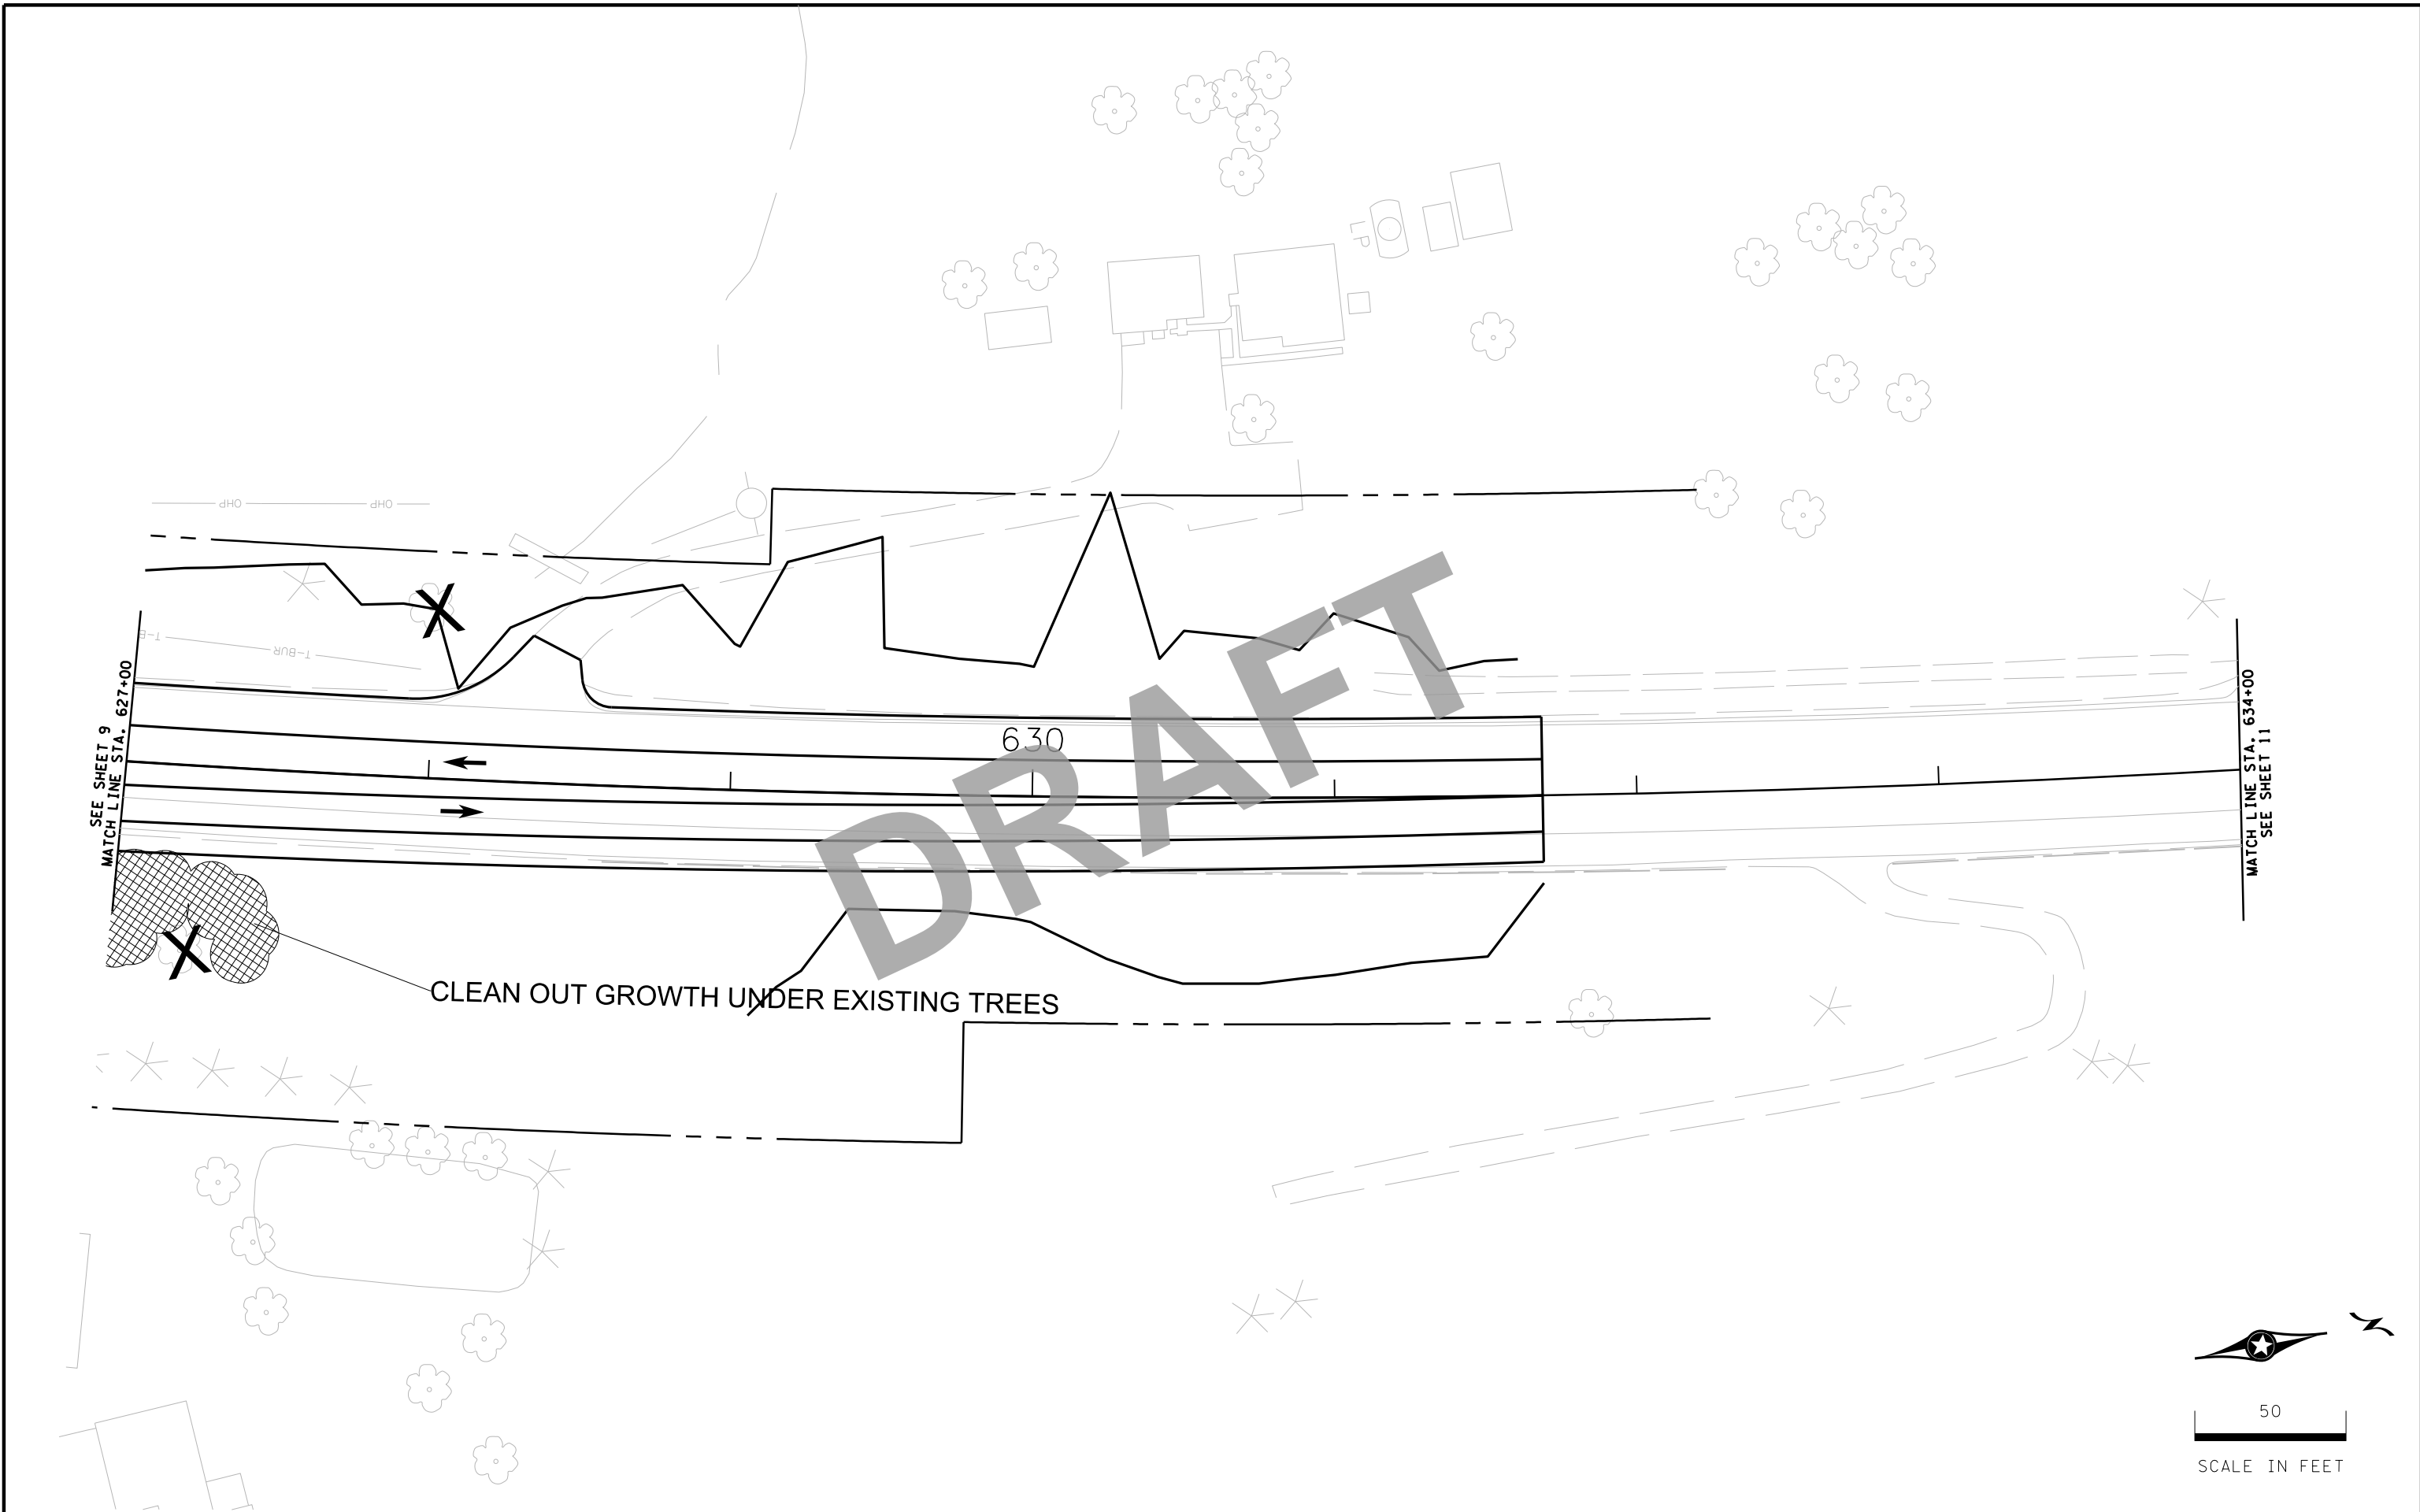 OHP
OHP
T-B
T-BUR
SEE SHEET 9
MATCH LINE STA. 627+00
630
DRAFT
MATCH LINE STA. 634+00
SEE SHEET 11
CLEAN OUT GROWTH UNDER EXISTING TREES
Z
50
SCALE IN FEET